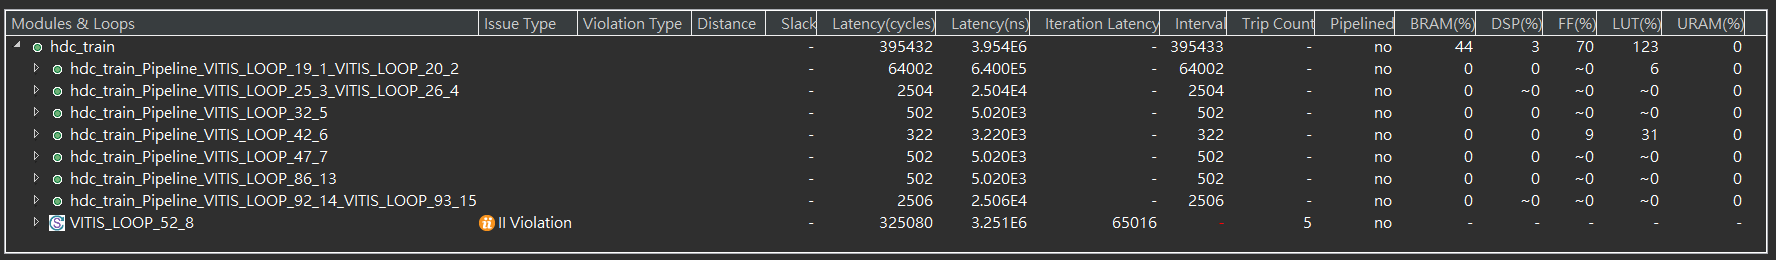 Modules & Loops Issue Type Violation Type Distance Slack Latency(cycles) Latency(ns) Iteration Latency Interval Trip Count Pipelined BRAM(%) DSP(%) FF(%) LUT(%) URAM(%)
hdc_train - 395432 3.954E6 - 395433 - no 44 3 70 123 0
hdc_train_Pipeline_VITIS_LOOP_19_1_VITIS_LOOP_20_2 - 64002 6.400E5 - 64002 - no 0 0 ~0 6 0
hdc_train_Pipeline_VITIS_LOOP_25_3_VITIS_LOOP_26_4 - 2504 2.504E4 - 2504 - no 0 ~0 ~0 ~0 0
hdc_train_Pipeline_VITIS_LOOP_32_5 - 502 5.020E3 - 502 - no 0 0 ~0 ~0 0
hdc_train_Pipeline_VITIS_LOOP_42_6 - 322 3.220E3 - 322 - no 0 0 9 31 0
hdc_train_Pipeline_VITIS_LOOP_47_7 - 502 5.020E3 - 502 - no 0 0 ~0 ~0 0
hdc_train_Pipeline_VITIS_LOOP_86_13 - 502 5.020E3 - 502 - no 0 0 ~0 ~0 0
hdc_train_Pipeline_VITIS_LOOP_92_14_VITIS_LOOP_93_15 - 2506 2.506E4 - 2506 - no 0 ~0 ~0 ~0 0
VITIS_LOOP_52_8 II Violation - 325080 3.251E6 65016 - 5 no - - - - -